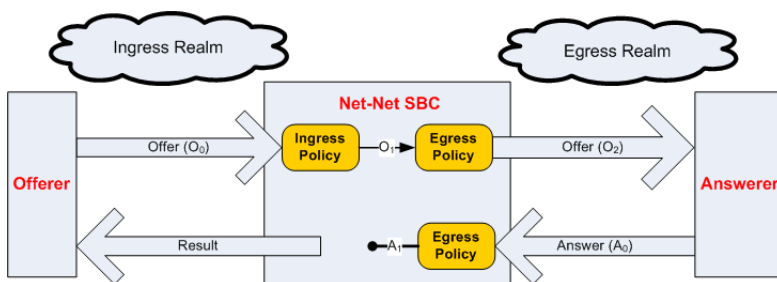 Ingress Realm
Egress Realm
Net-Net SBC
Offerer
Offer (O₀)
Ingress
Policy
O₁
Egress
Policy
Offer (O₂)
Answerer
Result
A₁
Egress
Policy
Answer (A₀)